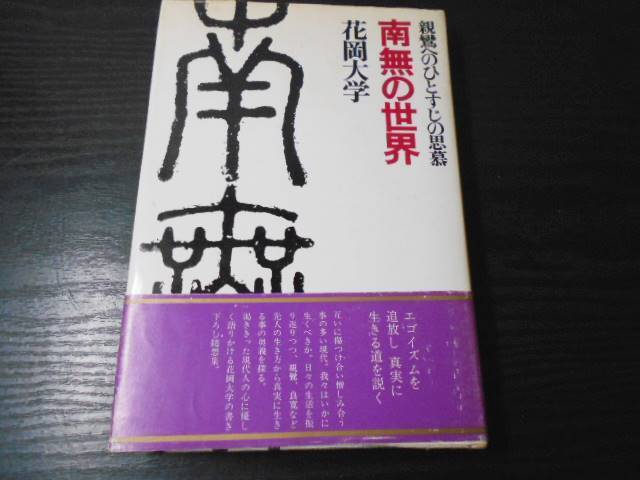 親鸞へのひとすじの思慕
南無の世界
花岡大学
南無
エゴイズムを
追放し 真実に
生きる道を説く
互いに傷つけ合い憎しみ合う
事の多い現代。我々はいかに
生くべきか。日々の生活を振
り返りつつ、親鸞、良寛など
先人の生き方から真実に生き
る事の意義を探る。
渇ききった現代人の心に優し
く語りかける花岡大学の書き
下ろし随想集。